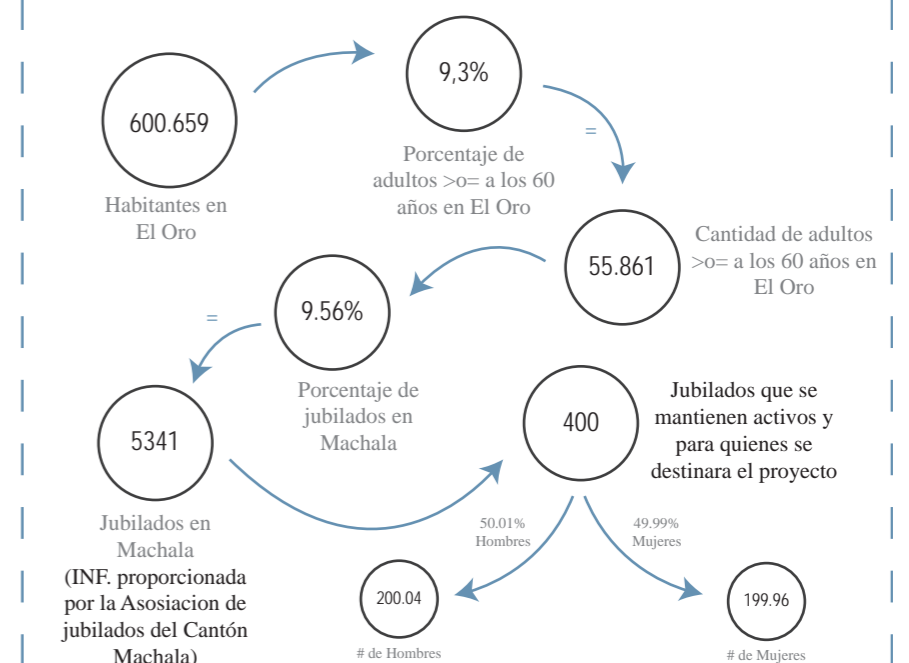 600.659
Habitantes en
El Oro
9,3%
Porcentaje de
adultos >o= a los 60
años en El Oro
=
55.861
Cantidad de adultos
>o= a los 60 años en
El Oro
9.56%
Porcentaje de
jubilados en
Machala
=
5341
Jubilados en
Machala
(INF. proporcionada
por la Asosiacion de
jubilados del Cantón
Machala)
400
Jubilados que se
mantienen activos y
para quienes se
destinara el proyecto
50.01%
Hombres
49.99%
Mujeres
200.04
# de Hombres
199.96
# de Mujeres